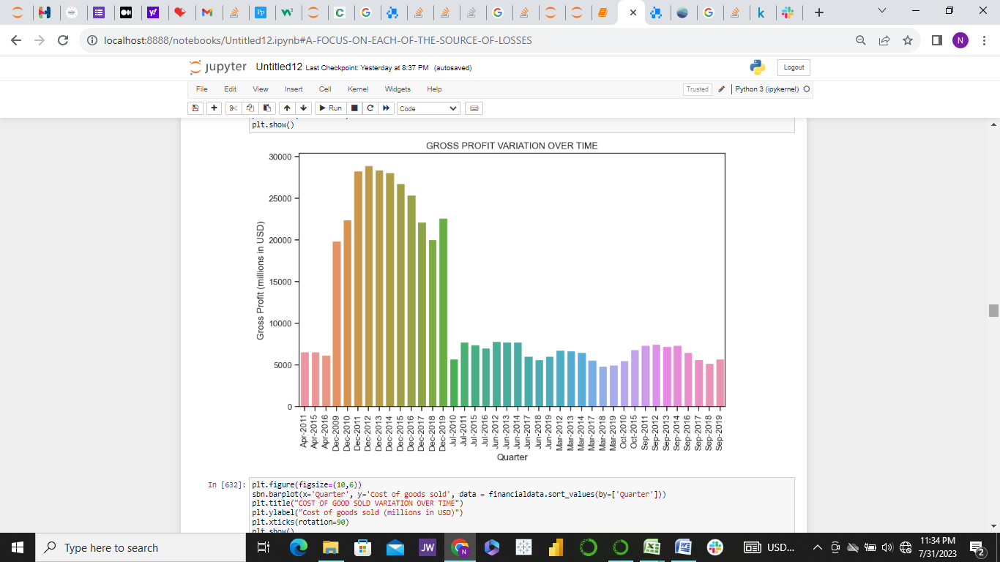 localhost:8888/notebooks/Untitled12.ipynb#A-FOCUS-ON-EACH-OF-THE-SOURCE-OF-LOSSES
N
jupyter Untitled12 Last Checkpoint: Yesterday at 8:37 PM (autosaved)
Logout
File Edit View Insert Cell Kernel Widgets Help
Trusted Python 3 (ipykernel)
Run Code
plt.show()
GROSS PROFIT VARIATION OVER TIME
30000
25000
20000
15000
10000
5000
0
Gross Profit (millions in USD)
Apr-2011
Apr-2015
Apr-2016
Dec-2009
Dec-2010
Dec-2011
Dec-2012
Dec-2013
Dec-2014
Dec-2015
Dec-2016
Dec-2017
Dec-2018
Dec-2019
Jul-2010
Jul-2011
Jul-2015
Jul-2016
Jun-2012
Jun-2013
Jun-2014
Jun-2017
Jun-2018
Jun-2019
Mar-2012
Mar-2013
Mar-2014
Mar-2017
Mar-2018
Mar-2019
Oct-2010
Oct-2015
Sep-2011
Sep-2012
Sep-2013
Sep-2014
Sep-2016
Sep-2017
Sep-2018
Sep-2019
Quarter
In [632]:
plt.figure(figsize=(10,6))
sbn.barplot(x='Quarter', y='Cost of goods sold', data = financialdata.sort_values(by=['Quarter']))
plt.title("COST OF GOOD SOLD VARIATION OVER TIME")
plt.ylabel("Cost of goods sold (millions in USD)")
plt.xticks(rotation=90)
plt.show()
Type here to search
JW
N
USD...
11:34 PM
7/31/2023
2